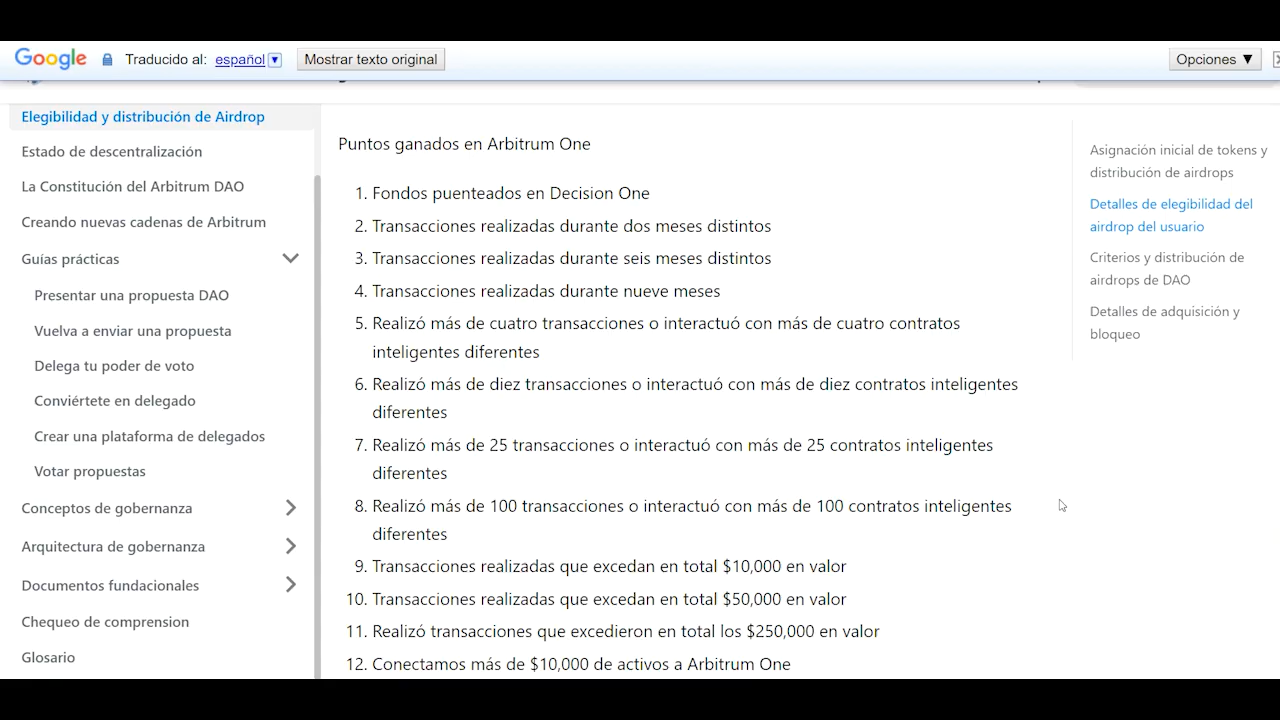 Google Traducido al: español Mostrar texto original Opciones ▼
Elegibilidad y distribución de Airdrop
Estado de descentralización
La Constitución del Arbitrum DAO
Creando nuevas cadenas de Arbitrum
Guías prácticas
Presentar una propuesta DAO
Vuelva a enviar una propuesta
Delega tu poder de voto
Conviértete en delegado
Crear una plataforma de delegados
Votar propuestas
Conceptos de gobernanza
Arquitectura de gobernanza
Documentos fundacionales
Chequeo de comprension
Glosario
Puntos ganados en Arbitrum One
1. Fondos puenteados en Decision One
2. Transacciones realizadas durante dos meses distintos
3. Transacciones realizadas durante seis meses distintos
4. Transacciones realizadas durante nueve meses
5. Realizó más de cuatro transacciones o interactuó con más de cuatro contratos
inteligentes diferentes
6. Realizó más de diez transacciones o interactuó con más de diez contratos inteligentes
diferentes
7. Realizó más de 25 transacciones o interactuó con más de 25 contratos inteligentes
diferentes
8. Realizó más de 100 transacciones o interactuó con más de 100 contratos inteligentes
diferentes
9. Transacciones realizadas que excedan en total $10,000 en valor
10. Transacciones realizadas que excedan en total $50,000 en valor
11. Realizó transacciones que excedieron en total los $250,000 en valor
12. Conectamos más de $10,000 de activos a Arbitrum One
Asignación inicial de tokens y
distribución de airdrops
Detalles de elegibilidad del
airdrop del usuario
Criterios y distribución de
airdrops de DAO
Detalles de adquisición y
bloqueo